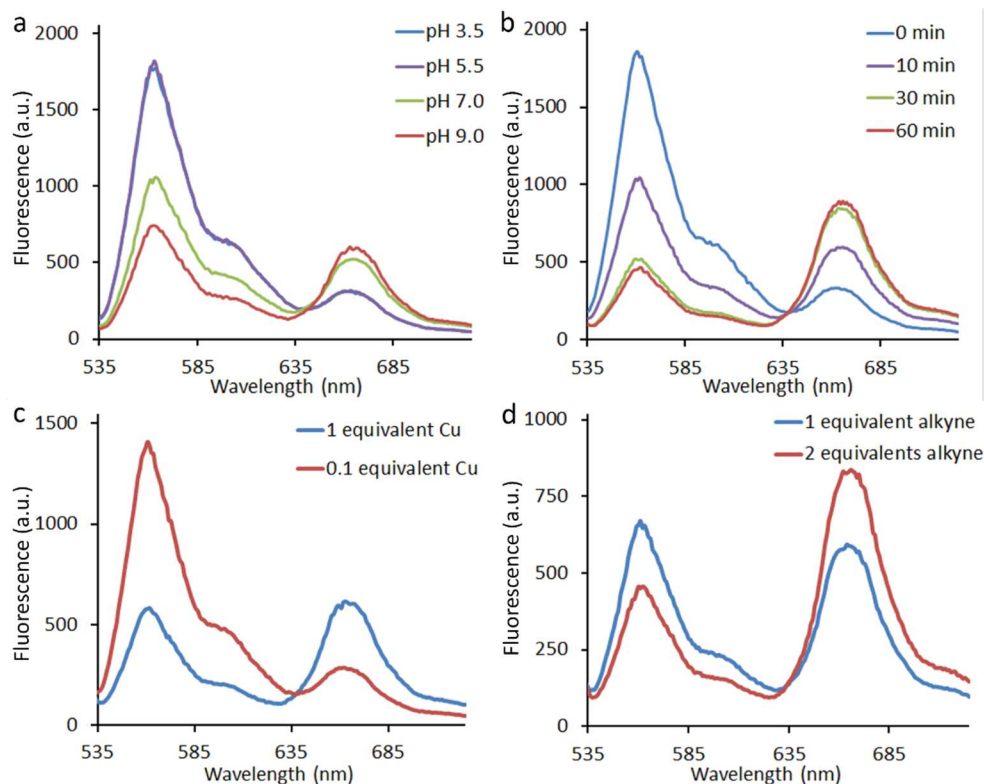 a
Fluorescence (a.u.)
2000
1500
1000
500
0
535 585 635 685
Wavelength (nm)
pH 3.5
pH 5.5
pH 7.0
pH 9.0
b
Fluorescence (a.u.)
2000
1500
1000
500
0
535 585 635 685
Wavelength (nm)
0 min
10 min
30 min
60 min
c
Fluorescence (a.u.)
1500
1000
500
0
535 585 635 685
Wavelength (nm)
1 equivalent Cu
0.1 equivalent Cu
d
Fluorescence (a.u.)
1000
750
500
250
0
535 585 635 685
Wavelength (nm)
1 equivalent alkyne
2 equivalents alkyne